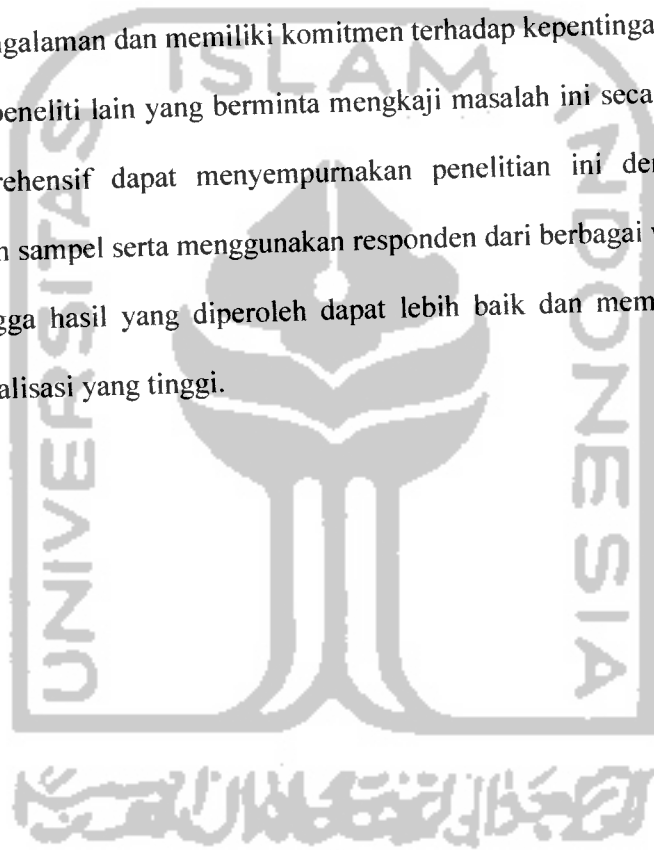 ngalaman dan memiliki komitmen terhadap kepentinga
peneliti lain yang berminta mengkaji masalah ini seca
rehensif dapat menyempurnakan penelitian ini der
n sampel serta menggunakan responden dari berbagai
gga hasil yang diperoleh dapat lebih baik dan mem
alisasi yang tinggi.
ISLAM
UNIVERSITAS
INDONESIA